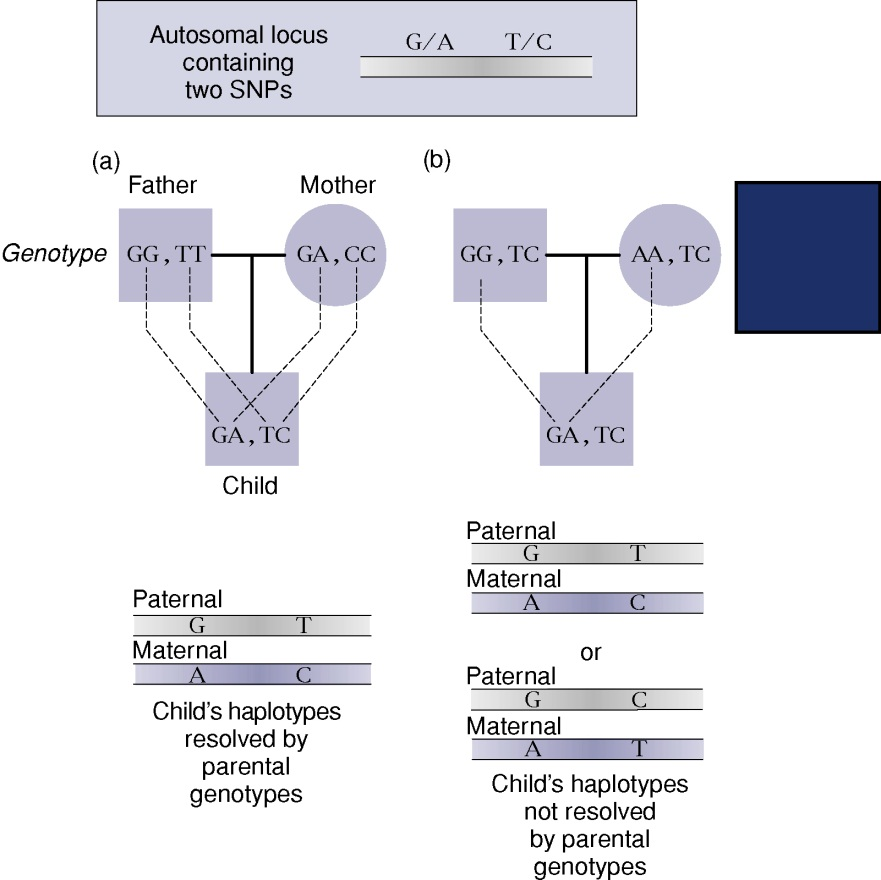 Autosomal locus
containing
two SNPs
G/A T/C
(a)
Father Mother
Genotype GG,TT GA,CC
GA,TC
Child
Paternal
G T
Maternal
A C
Child's haplotypes
resolved by
parental
genotypes
(b)
GG,TC AA,TC
GA,TC
Paternal
G T
Maternal
A C
or
Paternal
G C
Maternal
A T
Child's haplotypes
not resolved
by parental
genotypes